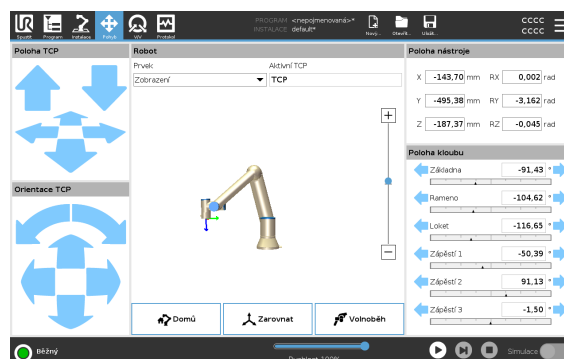 PROGRAM <nepojmenovaná>*
INSTALACE default*
CCCC
CCCC
Spustit Program Instalace Pohyb V/V Protokol Nový... Otevřít... Uložit...
Poloha TCP
Robot
Poloha nástroje
Prvek
Aktivní TCP
Zobrazení
TCP
X -143,70 mm RX 0,002 rad
Y -495,38 mm RY -3,162 rad
Z -187,37 mm RZ -0,045 rad
Poloha kloubu
Základna -91,43 °
Rameno -104,62 °
Loket -116,65 °
Zápěstí 1 -50,39 °
Zápěstí 2 91,13 °
Zápěstí 3 -1,50 °
Orientace TCP
Domů
Zarovnat
Volnoběh
Běžný
Rychlost 100%
Simulace